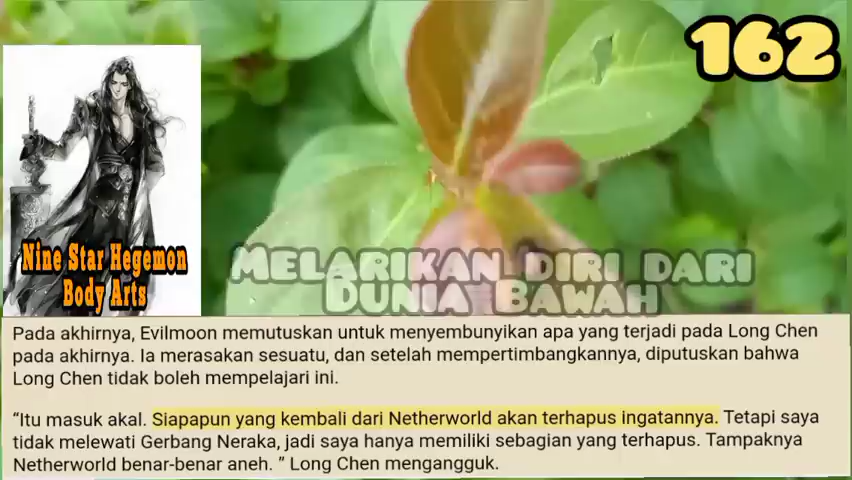 162
Nine Star Hegemon
Body Arts
MELARIKAN DIRI DARI
DUNIA BAWAH
Pada akhirnya, Evilmoon memutuskan untuk menyembunyikan apa yang terjadi pada Long Chen
pada akhirnya. Ia merasakan sesuatu, dan setelah mempertimbangkannya, diputuskan bahwa
Long Chen tidak boleh mempelajari ini.
“Itu masuk akal. Siapapun yang kembali dari Netherworld akan terhapus ingatannya. Tetapi saya
tidak melewati Gerbang Neraka, jadi saya hanya memiliki sebagian yang terhapus. Tampaknya
Netherworld benar-benar aneh. ” Long Chen mengangguk.